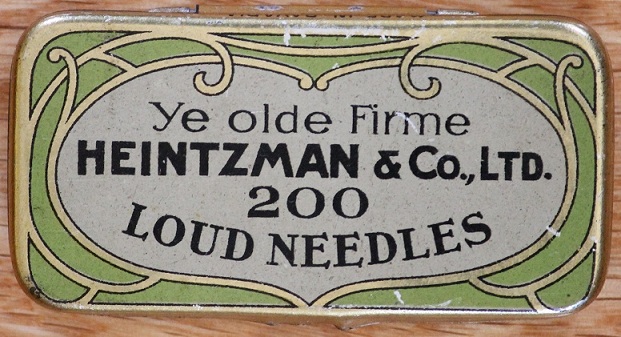 Ye olde Firme
HEINTZMAN & Co., LTD.
200
LOUD NEEDLES